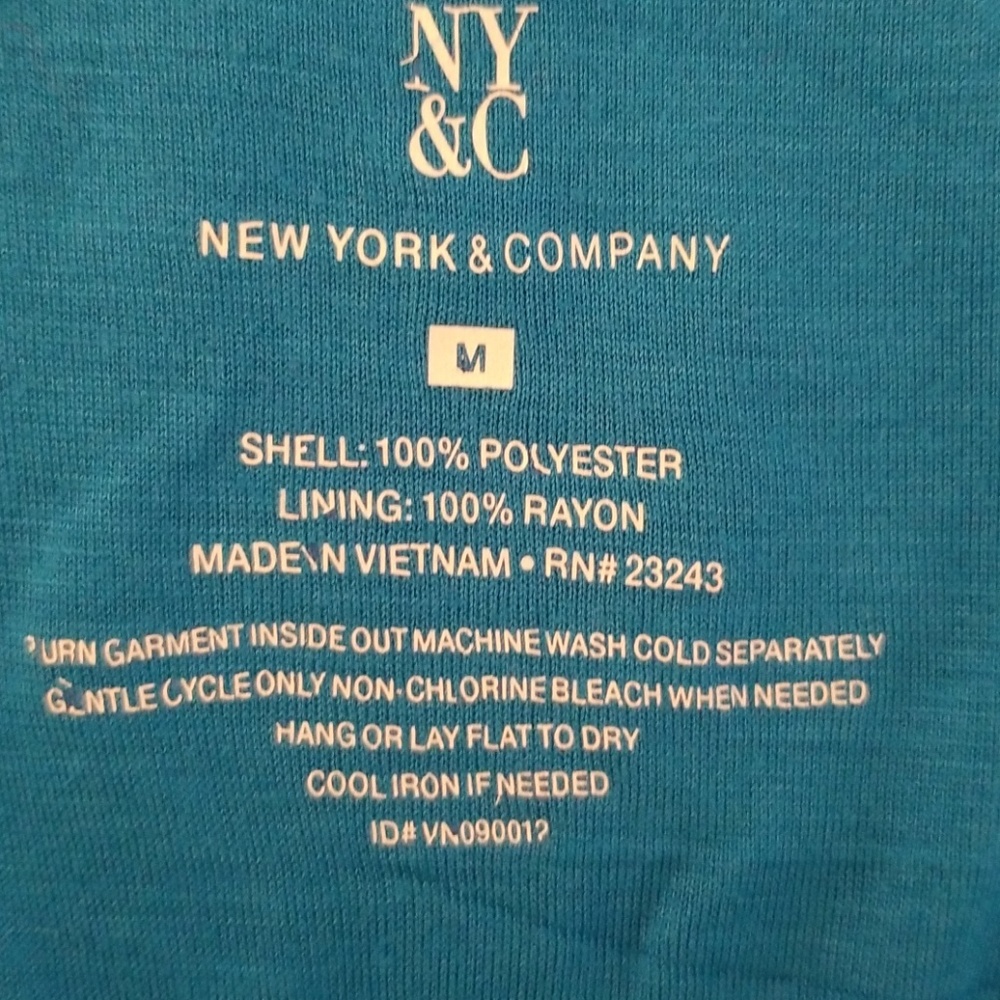 NY
&C
NEW YORK & COMPANY
M
SHELL: 100% POLYESTER
LINING: 100% RAYON
MADE IN VIETNAM • RN# 23243
TURN GARMENT INSIDE OUT MACHINE WASH COLD SEPARATELY
GENTLE CYCLE ONLY NON-CHLORINE BLEACH WHEN NEEDED
HANG OR LAY FLAT TO DRY
COOL IRON IF NEEDED
ID#